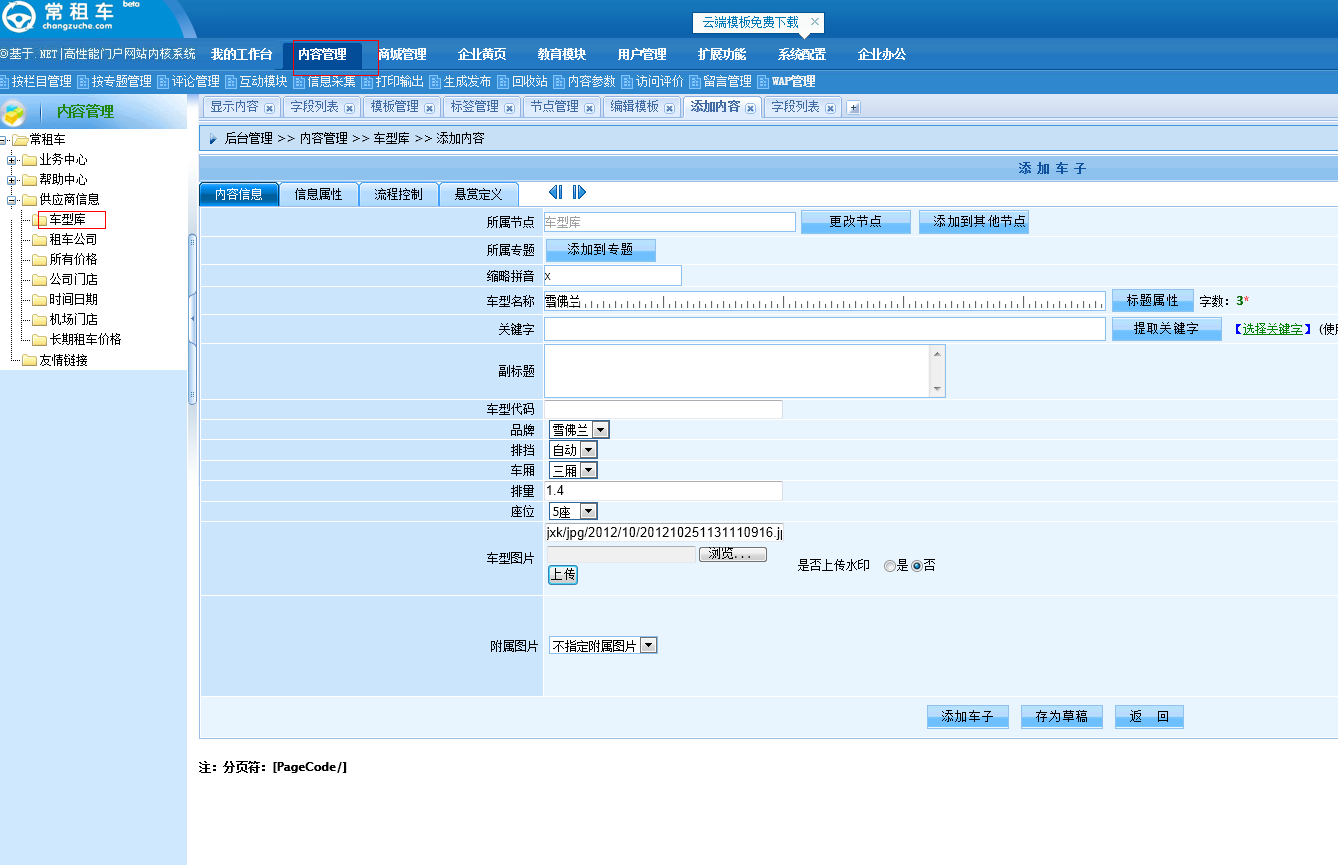 常租车 beta
changzuche.com
云端模板免费下载
◎基于.NET|高性能门户网站内核系统 我的工作台 内容管理 商城管理 企业黄页 教育模块 用户管理 扩展功能 系统配置 企业办公
按栏目管理 按专题管理 评论管理 互动模块 信息采集 打印输出 生成发布 回收站 内容参数 访问评价 留言管理 WAP管理
内容管理
显示内容 字段列表 模板管理 标签管理 节点管理 编辑模板 添加内容 字段列表
常租车
业务中心
帮助中心
供应商信息
车型库
租车公司
所有价格
公司门店
时间日期
机场门店
长期租车价格
友情链接
后台管理 >> 内容管理 >> 车型库 >> 添加内容
添加车子
内容信息 信息属性 流程控制 悬赏定义
所属节点 车型库 更改节点 添加到其他节点
所属专题 添加到专题
缩略拼音 x
车型名称 雪佛兰 标题属性 字数：3*
关键字 提取关键字 【选择关键字】(使用
副标题
车型代码
品牌 雪佛兰
排挡 自动
车厢 三厢
排量 1.4
座位 5座
车型图片 jxk/jpg/2012/10/201210251131110916.jp
浏览...
上传
是否上传水印 是 否
附属图片 不指定附属图片
添加车子 存为草稿 返 回
注：分页符：[PageCode/]